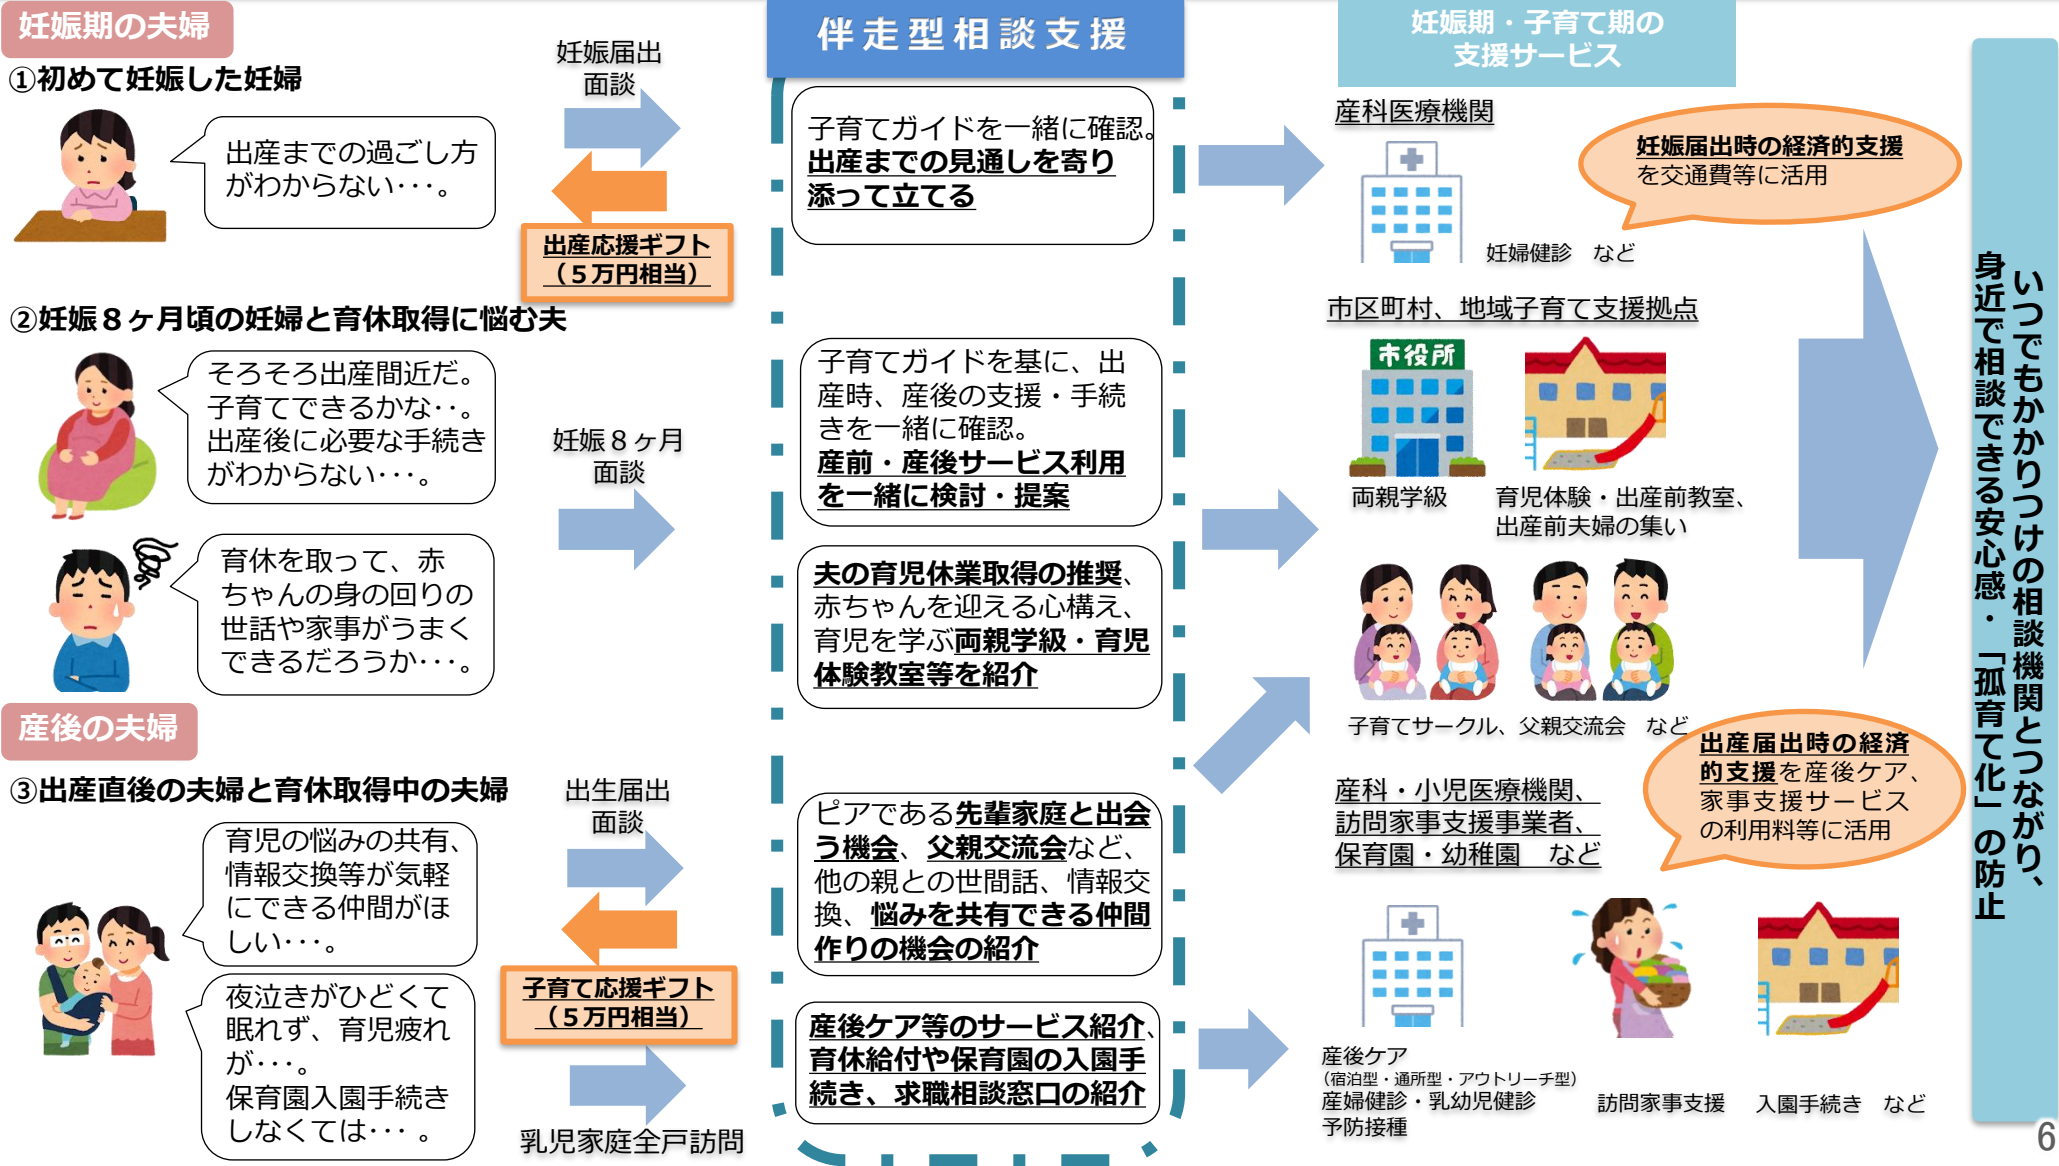 妊娠期の夫婦
①初めて妊娠した妊婦
出産までの過ごし方
がわからない･･･。
妊娠届出
面談
出産応援ギフト
（５万円相当）
②妊娠８ヶ月頃の妊婦と育休取得に悩む夫
そろそろ出産間近だ。
子育てできるかな･･。
出産後に必要な手続き
がわからない･･･。
育休を取って、赤
ちゃんの身の回りの
世話や家事がうまく
できるだろうか･･･。
妊娠８ヶ月
面談
産後の夫婦
③出産直後の夫婦と育休取得中の夫婦
育児の悩みの共有、
情報交換等が気軽
にできる仲間がほ
しい･･･。
夜泣きがひどくて
眠れず、育児疲れ
が･･･。
保育園入園手続き
しなくては･･･ 。
出生届出
面談
子育て応援ギフト
（５万円相当）
乳児家庭全戸訪問
伴走型相談支援
子育てガイドを一緒に確認。
出産までの見通しを寄り
添って立てる
子育てガイドを基に、出
産時、産後の支援・手続
きを一緒に確認。
産前・産後サービス利用
を一緒に検討・提案
夫の育児休業取得の推奨、
赤ちゃんを迎える心構え、
育児を学ぶ両親学級・育児
体験教室等を紹介
ピアである先輩家庭と出会
う機会、父親交流会など、
他の親との世間話、情報交
換、悩みを共有できる仲間
作りの機会の紹介
産後ケア等のサービス紹介、
育休給付や保育園の入園手
続き、求職相談窓口の紹介
妊娠期・子育て期の
支援サービス
産科医療機関
妊婦健診　など
妊娠届出時の経済的支援
を交通費等に活用
市区町村、地域子育て支援拠点
市役所
両親学級
育児体験・出産前教室、
出産前夫婦の集い
子育てサークル、父親交流会　など
出産届出時の経済
的支援を産後ケア、
家事支援サービス
の利用料等に活用
産科・小児医療機関、
訪問家事支援事業者、
保育園・幼稚園　など
産後ケア
（宿泊型・通所型・アウトリーチ型）
産婦健診・乳幼児健診
予防接種
訪問家事支援
入園手続き　など
いつでもかかりつけの相談機関とつながり、
身近で相談できる安心感・「孤育て化」の防止
6